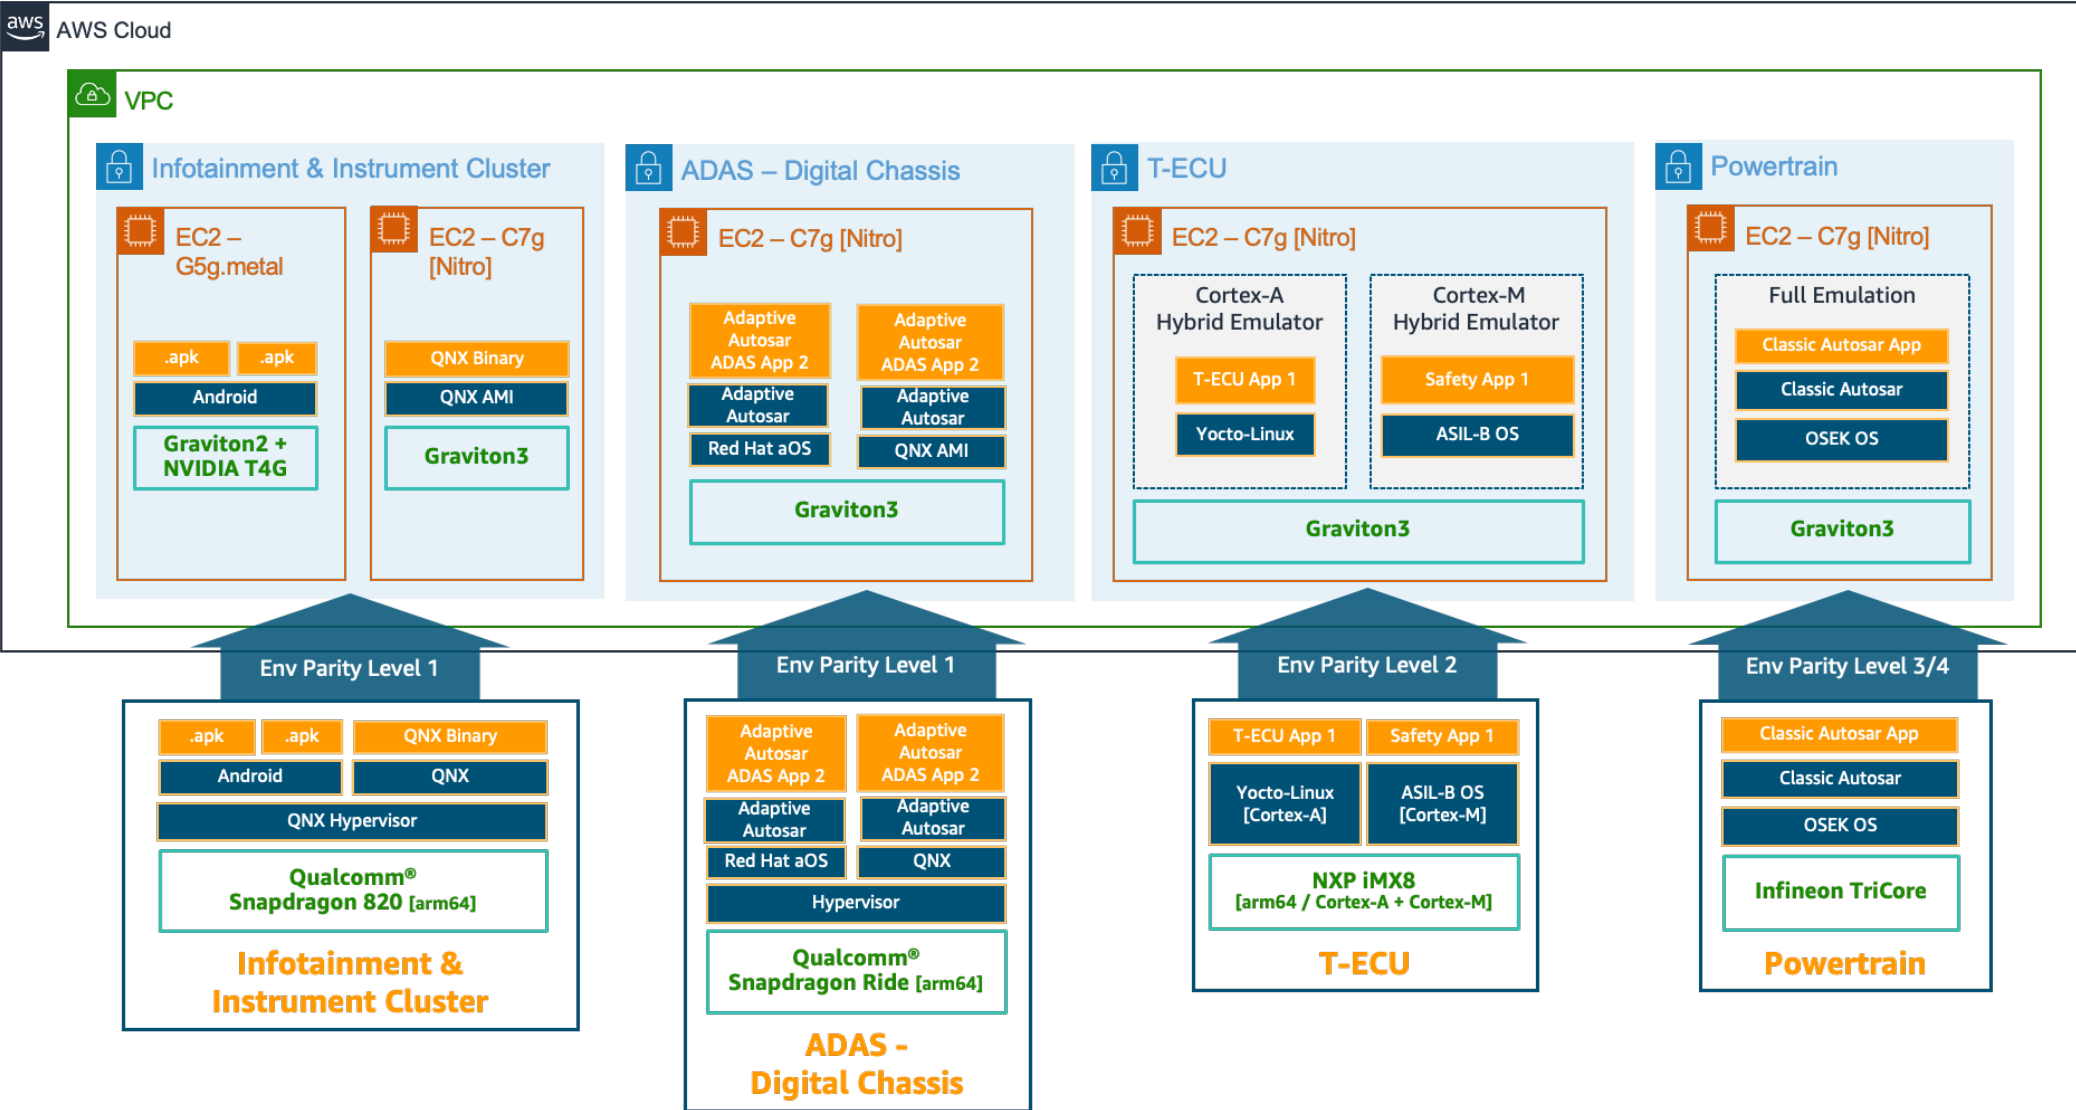 aws
AWS Cloud
VPC
Infotainment & Instrument Cluster
EC2 –
G5g.metal
.apk
.apk
Android
Graviton2 +
NVIDIA T4G
EC2 – C7g
[Nitro]
QNX Binary
QNX AMI
Graviton3
ADAS – Digital Chassis
EC2 – C7g [Nitro]
Adaptive
Autosar
ADAS App 2
Adaptive
Autosar
Red Hat aOS
Adaptive
Autosar
ADAS App 2
Adaptive
Autosar
QNX AMI
Graviton3
T-ECU
EC2 – C7g [Nitro]
Cortex-A
Hybrid Emulator
T-ECU App 1
Yocto-Linux
Cortex-M
Hybrid Emulator
Safety App 1
ASIL-B OS
Graviton3
Powertrain
EC2 – C7g [Nitro]
Full Emulation
Classic Autosar App
Classic Autosar
OSEK OS
Graviton3
Env Parity Level 1
Env Parity Level 1
Env Parity Level 2
Env Parity Level 3/4
.apk
.apk
QNX Binary
Android
QNX
QNX Hypervisor
Qualcomm®
Snapdragon 820 [arm64]
Infotainment &
Instrument Cluster
Adaptive
Autosar
ADAS App 2
Adaptive
Autosar
Red Hat aOS
Adaptive
Autosar
ADAS App 2
Adaptive
Autosar
QNX
Hypervisor
Qualcomm®
Snapdragon Ride [arm64]
ADAS -
Digital Chassis
T-ECU App 1
Safety App 1
Yocto-Linux
[Cortex-A]
ASIL-B OS
[Cortex-M]
NXP iMX8
[arm64 / Cortex-A + Cortex-M]
T-ECU
Classic Autosar App
Classic Autosar
OSEK OS
Infineon TriCore
Powertrain